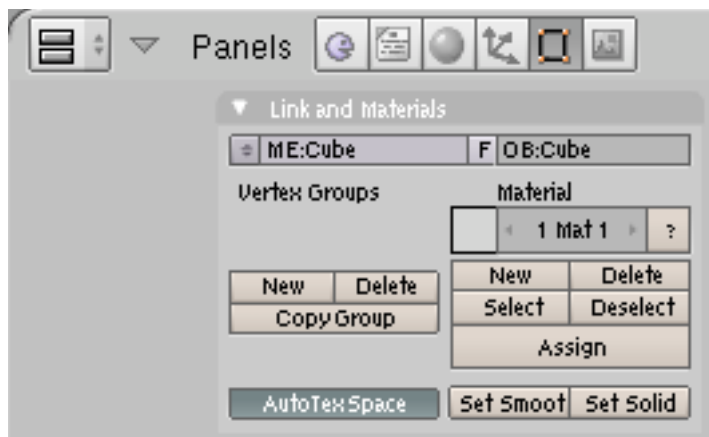 Panels
Link and Materials
ME:Cube F OB:Cube
Vertex Groups Material
1 Mat 1 ?
New Delete New Delete
Copy Group Select Deselect
Assign
AutoTexSpace Set Smoot Set Solid